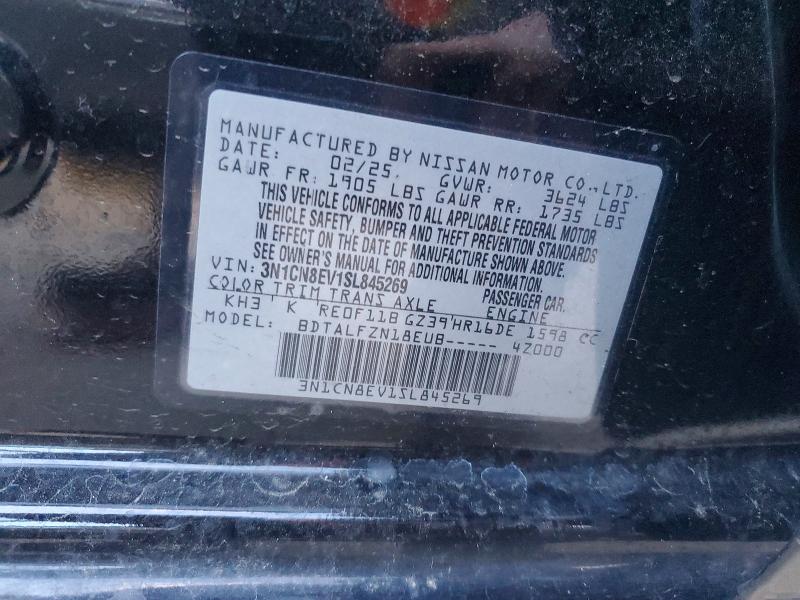 MANUFACTURED BY NISSAN MOTOR CO.,LTD.
DATE: 02/25, GVWR: 3624 LBS
GAWR FR: 1905 LBS GAWR RR: 1735 LBS
THIS VEHICLE CONFORMS TO ALL APPLICABLE FEDERAL MOTOR
VEHICLE SAFETY, BUMPER AND THEFT PREVENTION STANDARDS
IN EFFECT ON THE DATE OF MANUFACTURE SHOWN ABOVE.
SEE OWNER'S MANUAL FOR ADDITIONAL INFORMATION.
VIN: 3N1CN8EV1SL845269 PASSENGER CAR.
COLOR TRIM TRANS AXLE ENGINE
KH3 ' K RE0F11B GZ39'HR16DE 1598 CC
MODEL: BDTALFZN18EUB----- 4Z000
3N1CN8EV1SL845269